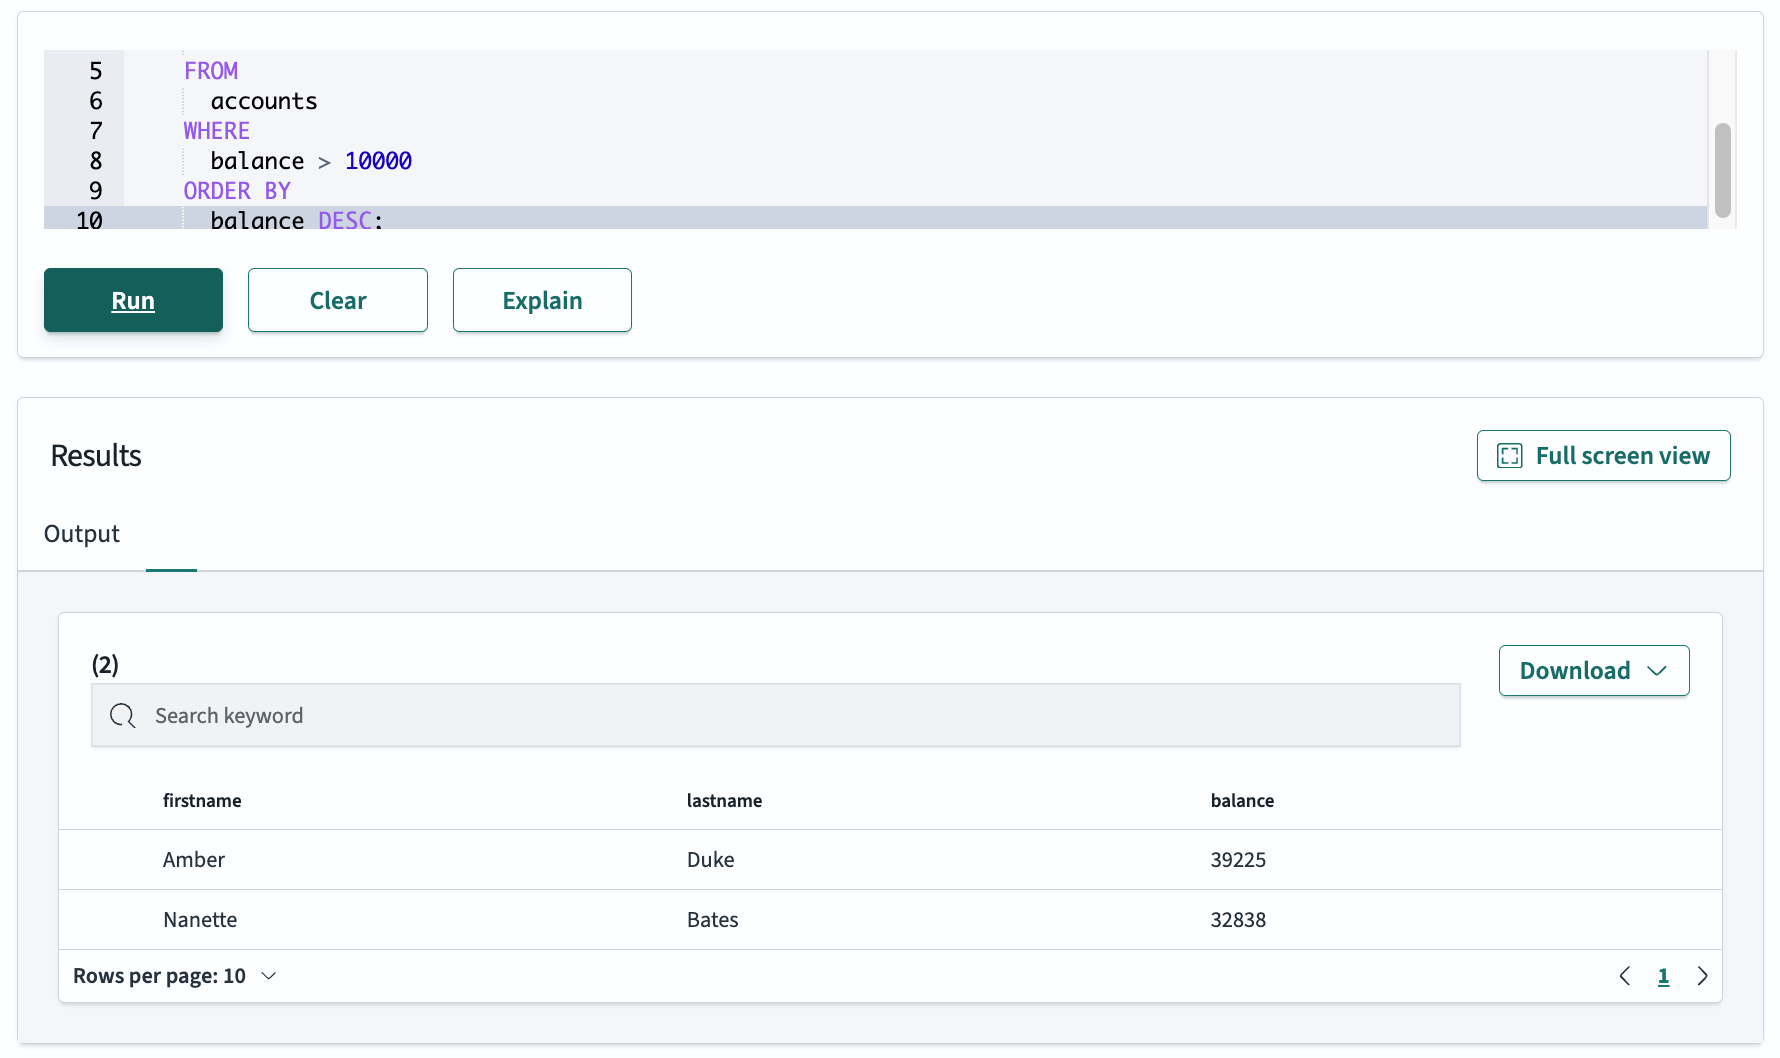 5 FROM
6 accounts
7 WHERE
8 balance > 10000
9 ORDER BY
10 balance DESC;
Run Clear Explain
Results Full screen view
Output
(2) Download
Search keyword
firstname lastname balance
Amber Duke 39225
Nanette Bates 32838
Rows per page: 10 1